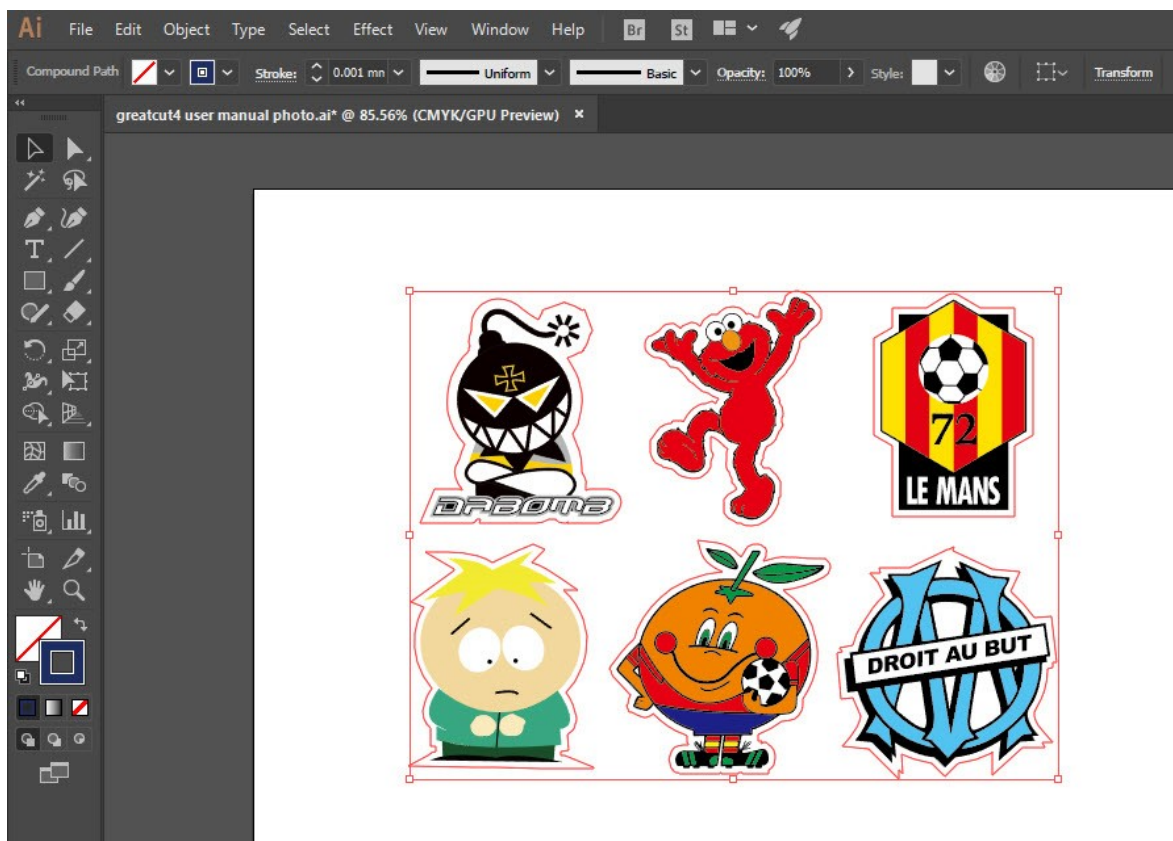 Ai File Edit Object Type Select Effect View Window Help Br St
Compound Path Stroke: 0.001 mn Uniform Basic Opacity: 100% Style: Transform
greatcut4 user manual photo.ai* @ 85.56% (CMYK/GPU Preview) ×
72
LE MANS
DABOMB
DROIT AU BUT